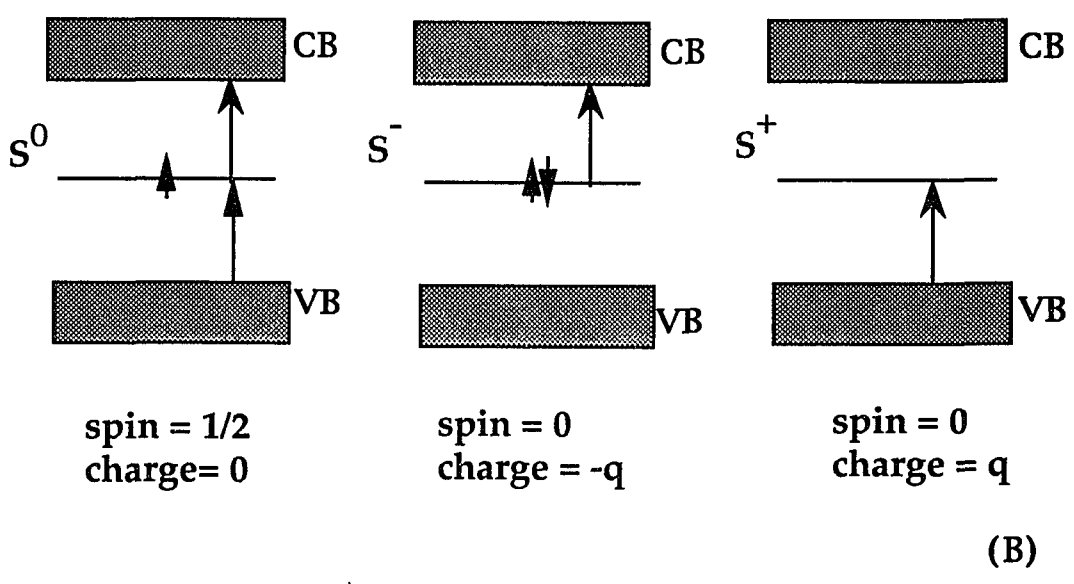 CB
CB
CB
S⁰
S⁻
S⁺
VB
VB
VB
spin = 1/2
charge= 0
spin = 0
charge = -q
spin = 0
charge = q
(B)